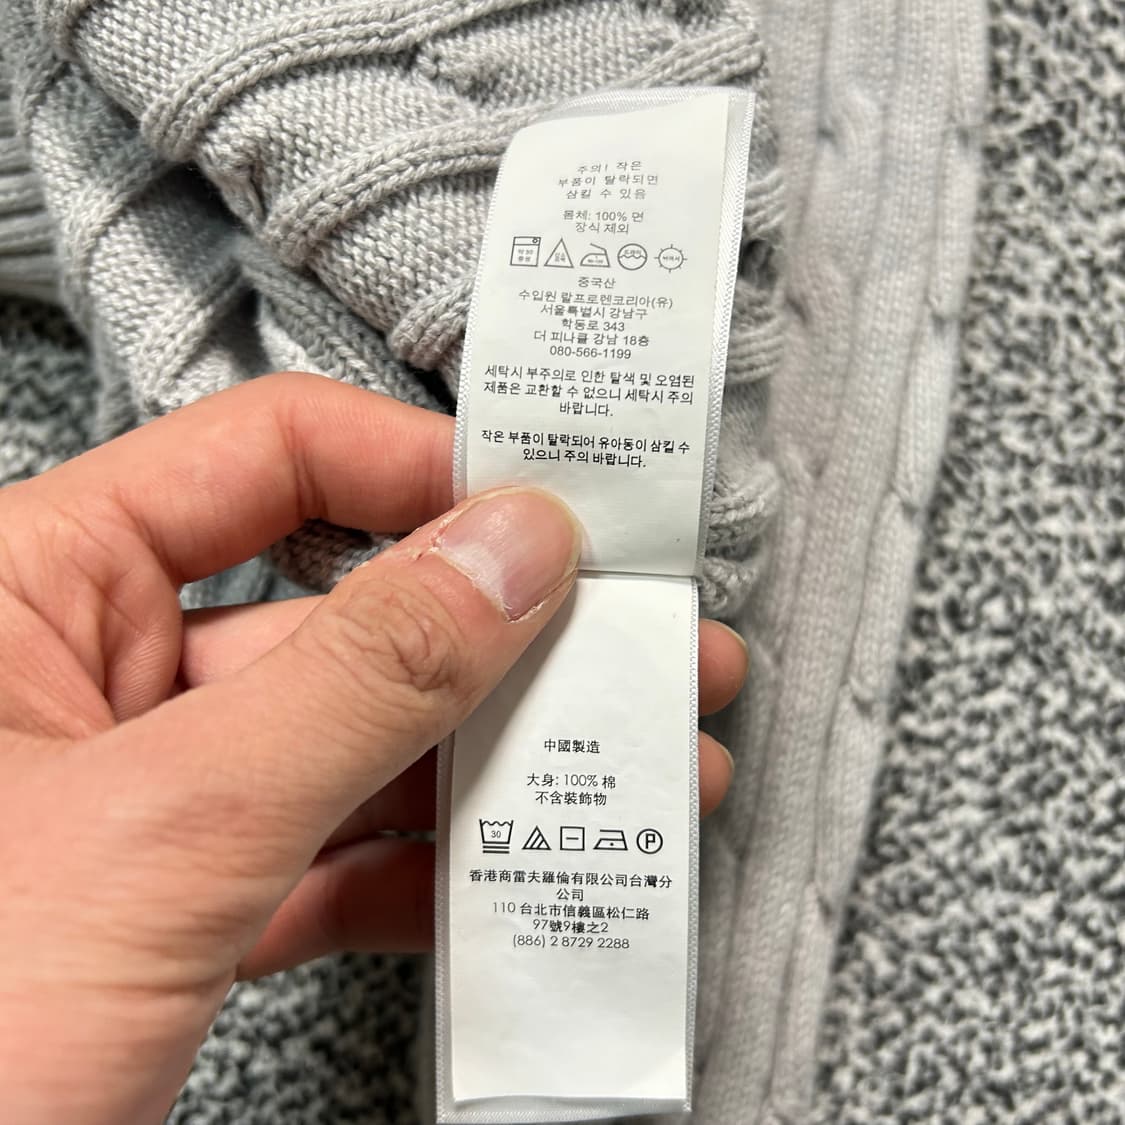 주의! 작은
부품이 탈락되면
삼킬 수 있음
몸체: 100% 면
장식 제외
약 30
중성
드라이
중국산
수입원 랄프로렌코리아(유)
서울특별시 강남구
학동로 343
더 피나클 강남 18층
080-566-1199
세탁시 부주의로 인한 탈색 및 오염된
제품은 교환할 수 없으니 세탁시 주의
바랍니다.
작은 부품이 탈락되어 유아동이 삼킬 수
있으니 주의 바랍니다.
中國製造
大身: 100% 棉
不含裝飾物
30
P
香港商雷夫羅倫有限公司台灣分
公司
110 台北市信義區松仁路
97號9樓之2
(886) 2 8729 2288